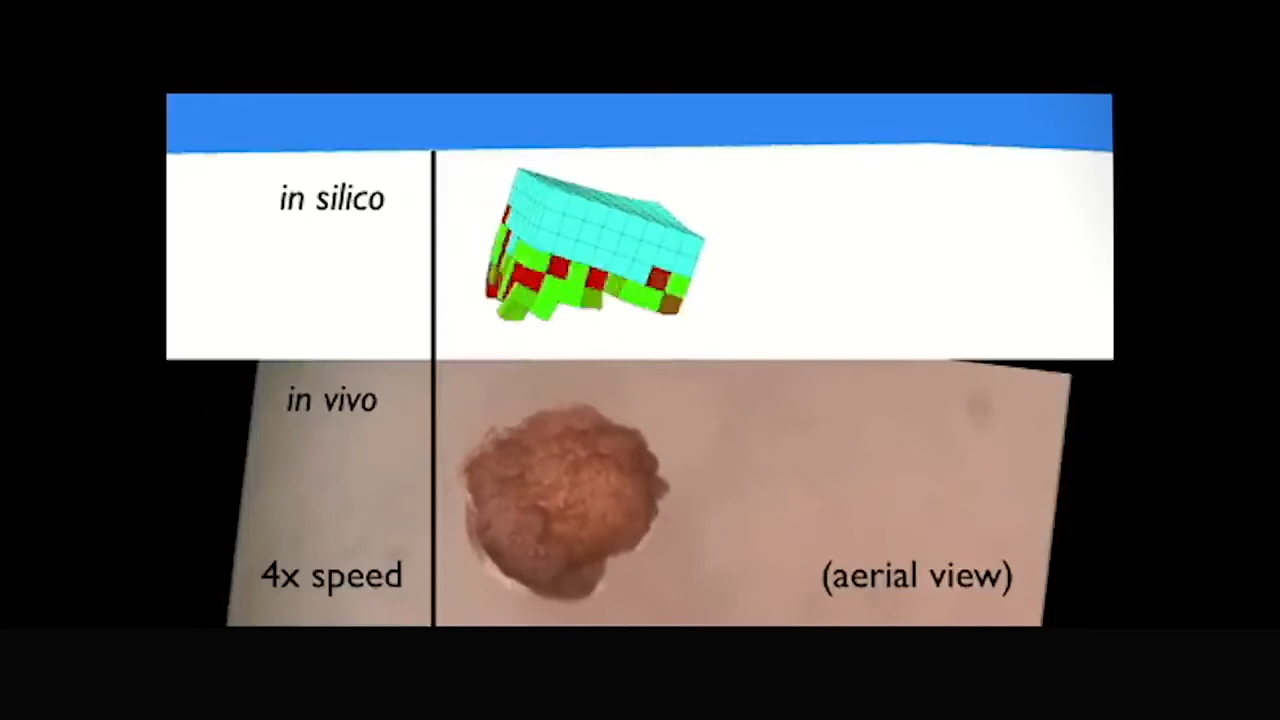 in silico
in vivo
4x speed
(aerial view)